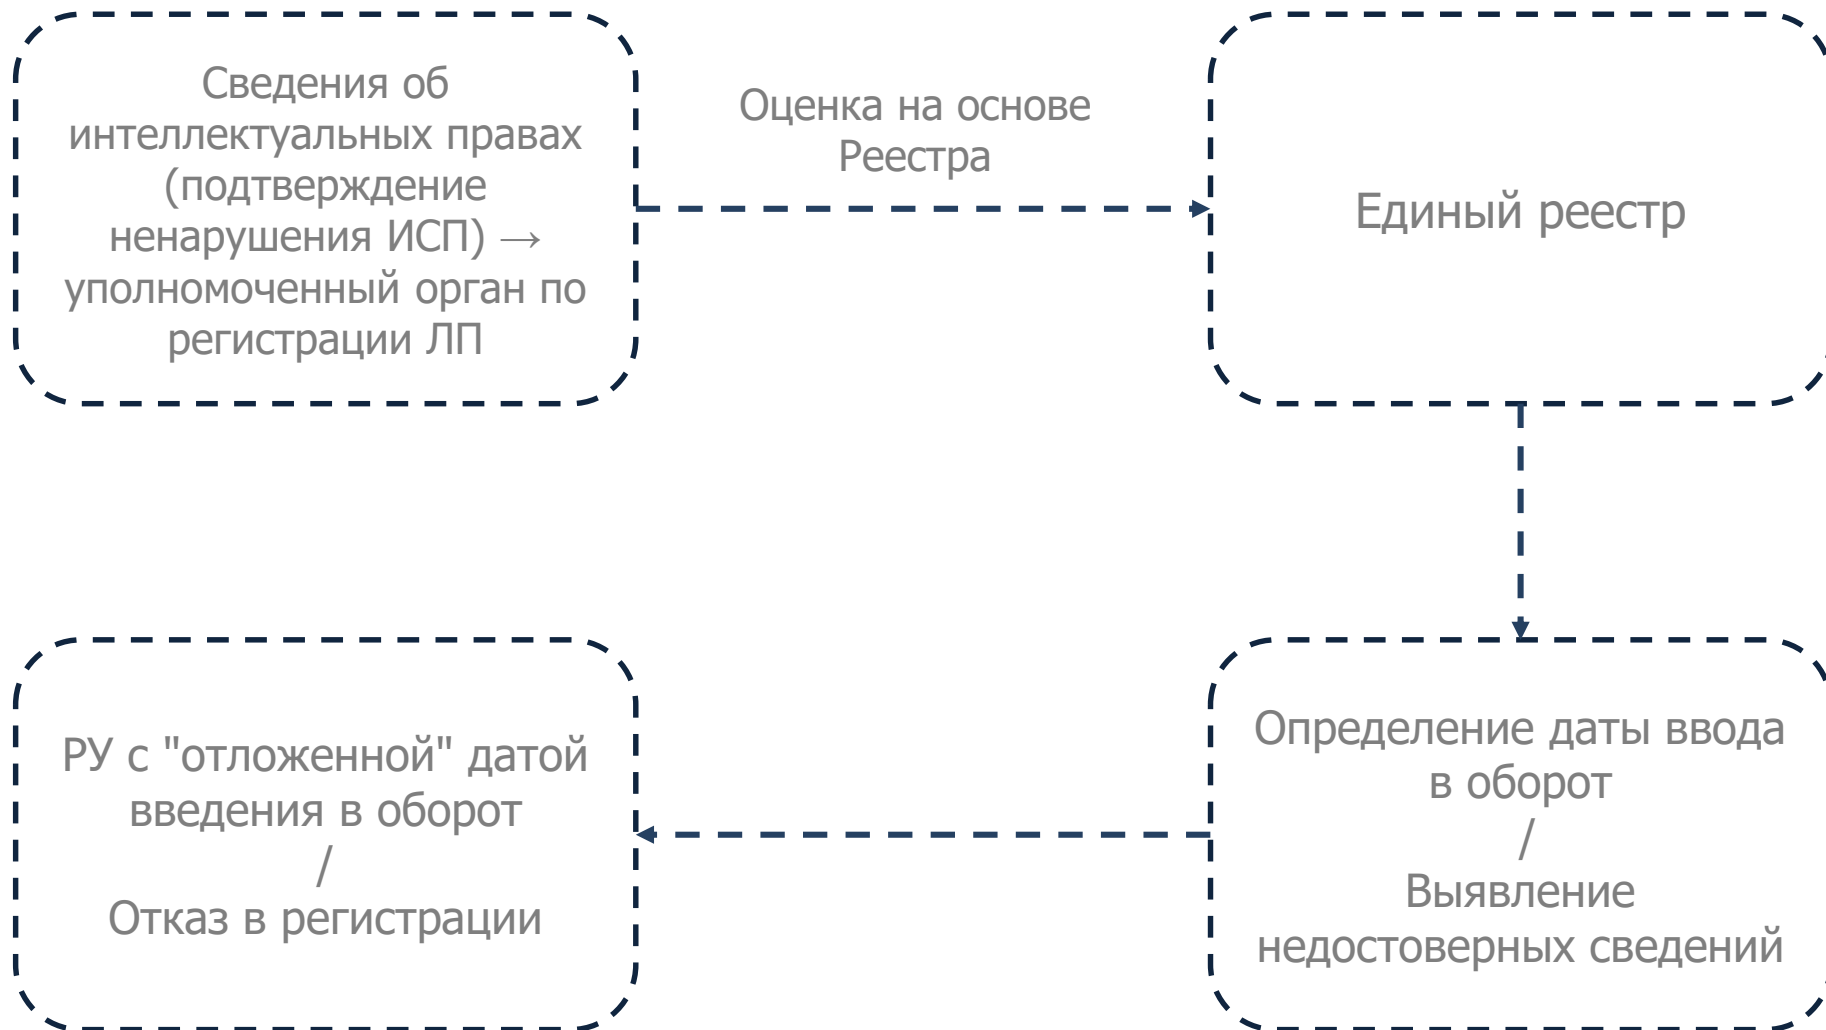 Сведения об
интеллектуальных правах
(подтверждение
ненарушения ИСП) →
уполномоченный орган по
регистрации ЛП
Оценка на основе
Реестра
Единый реестр
РУ с "отложенной" датой
введения в оборот
/
Отказ в регистрации
Определение даты ввода
в оборот
/
Выявление
недостоверных сведений